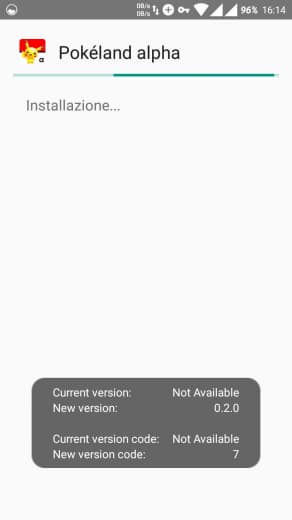 0B/s
0B/s
96% 16:14
Pokéland alpha
α
Installazione...
Current version: Not Available
New version: 0.2.0
Current version code: Not Available
New version code: 7